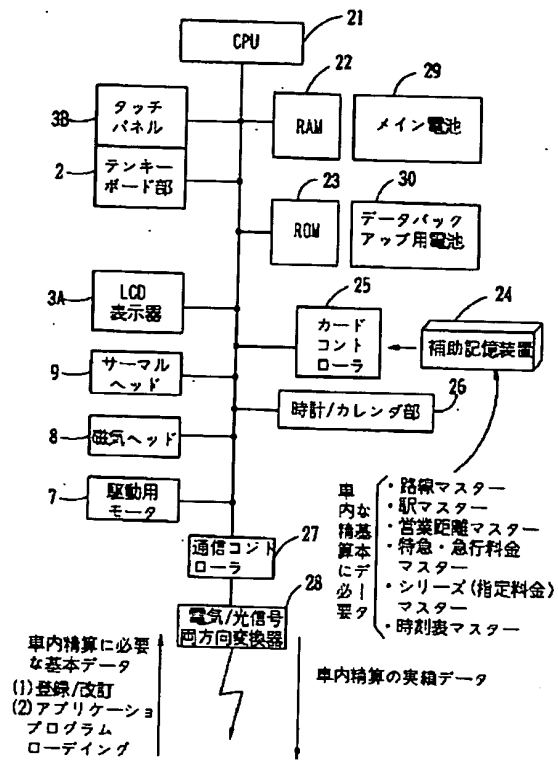 21
CPU
22
29
3B
タッチ
パネル
RAM
メイン電池
2
テンキー
ボード部
23
30
ROM
データバック
アップ用電池
3A
LCD
表示器
25
カード
コント
ローラ
24
補助記憶装置
9
サーマル
ヘッド
26
時計/カレンダ部
8
磁気ヘッド
7
駆動用
モータ
車内精算に必要
な基本データ
・路線マスター
・駅マスター
・営業距離マスター
・特急・急行料金
マスター
・シリーズ(指定料金)
マスター
・時刻表マスター
27
通信コント
ローラ
28
電気/光信号
両方向変換器
車内精算に必要
な基本データ
(1)登録/改訂
(2)アプリケーショ
プログラム
ローデイング
車内精算の実績データ